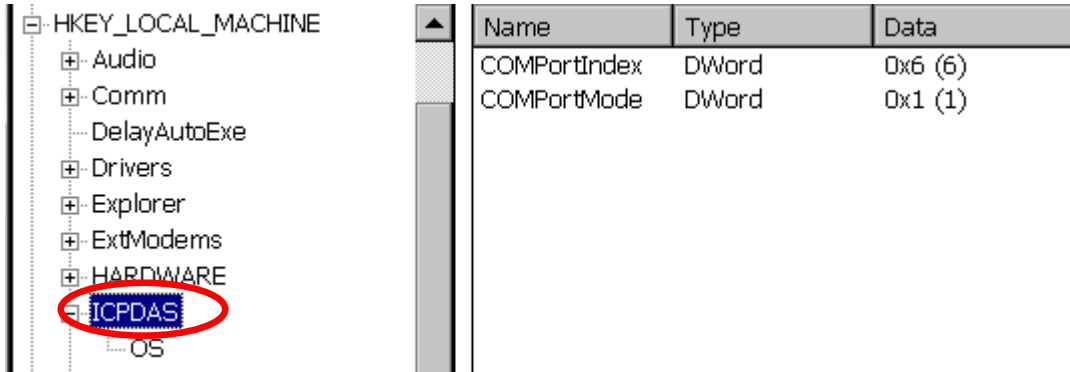 HKEY_LOCAL_MACHINE
Audio
Comm
DelayAutoExe
Drivers
Explorer
ExtModems
HARDWARE
ICPDAS
OS
Name Type Data
COMPortIndex DWord 0x6 (6)
COMPortMode DWord 0x1 (1)